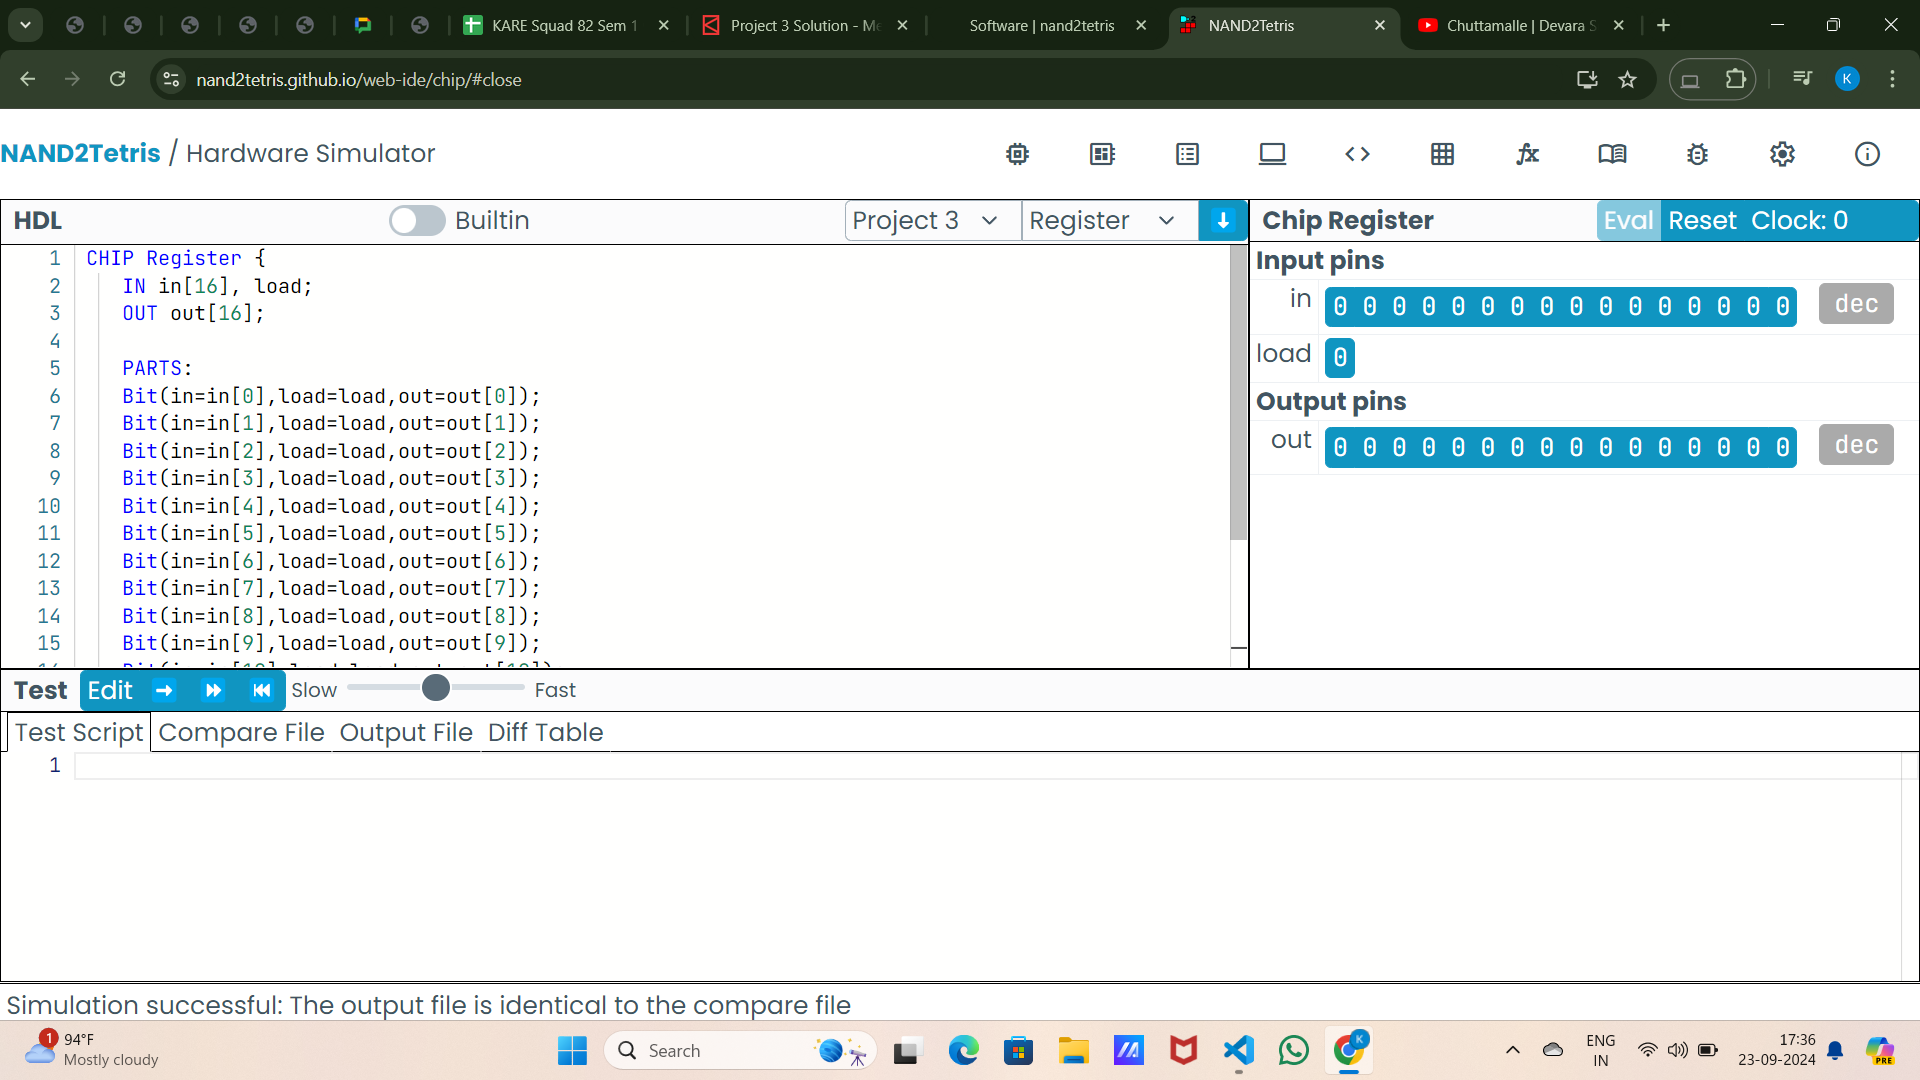 KARE Squad 82 Sem 1
Project 3 Solution - Me
Software | nand2tetris
NAND2Tetris
Chuttamalle | Devara S
nand2tetris.github.io/web-ide/chip/#close
K
NAND2Tetris / Hardware Simulator
HDL
Builtin
Project 3
Register
Chip Register
Eval
Reset
Clock: 0
1 CHIP Register {
2 IN in[16], load;
3 OUT out[16];
4
5 PARTS:
6 Bit(in=in[0],load=load,out=out[0]);
7 Bit(in=in[1],load=load,out=out[1]);
8 Bit(in=in[2],load=load,out=out[2]);
9 Bit(in=in[3],load=load,out=out[3]);
10 Bit(in=in[4],load=load,out=out[4]);
11 Bit(in=in[5],load=load,out=out[5]);
12 Bit(in=in[6],load=load,out=out[6]);
13 Bit(in=in[7],load=load,out=out[7]);
14 Bit(in=in[8],load=load,out=out[8]);
15 Bit(in=in[9],load=load,out=out[9]);
Input pins
in 0 0 0 0 0 0 0 0 0 0 0 0 0 0 0 0 dec
load 0
Output pins
out 0 0 0 0 0 0 0 0 0 0 0 0 0 0 0 0 dec
Test Edit Slow Fast
Test Script Compare File Output File Diff Table
1
Simulation successful: The output file is identical to the compare file
1
94°F
Mostly cloudy
Search
K
ENG
IN
17:36
23-09-2024
PRE